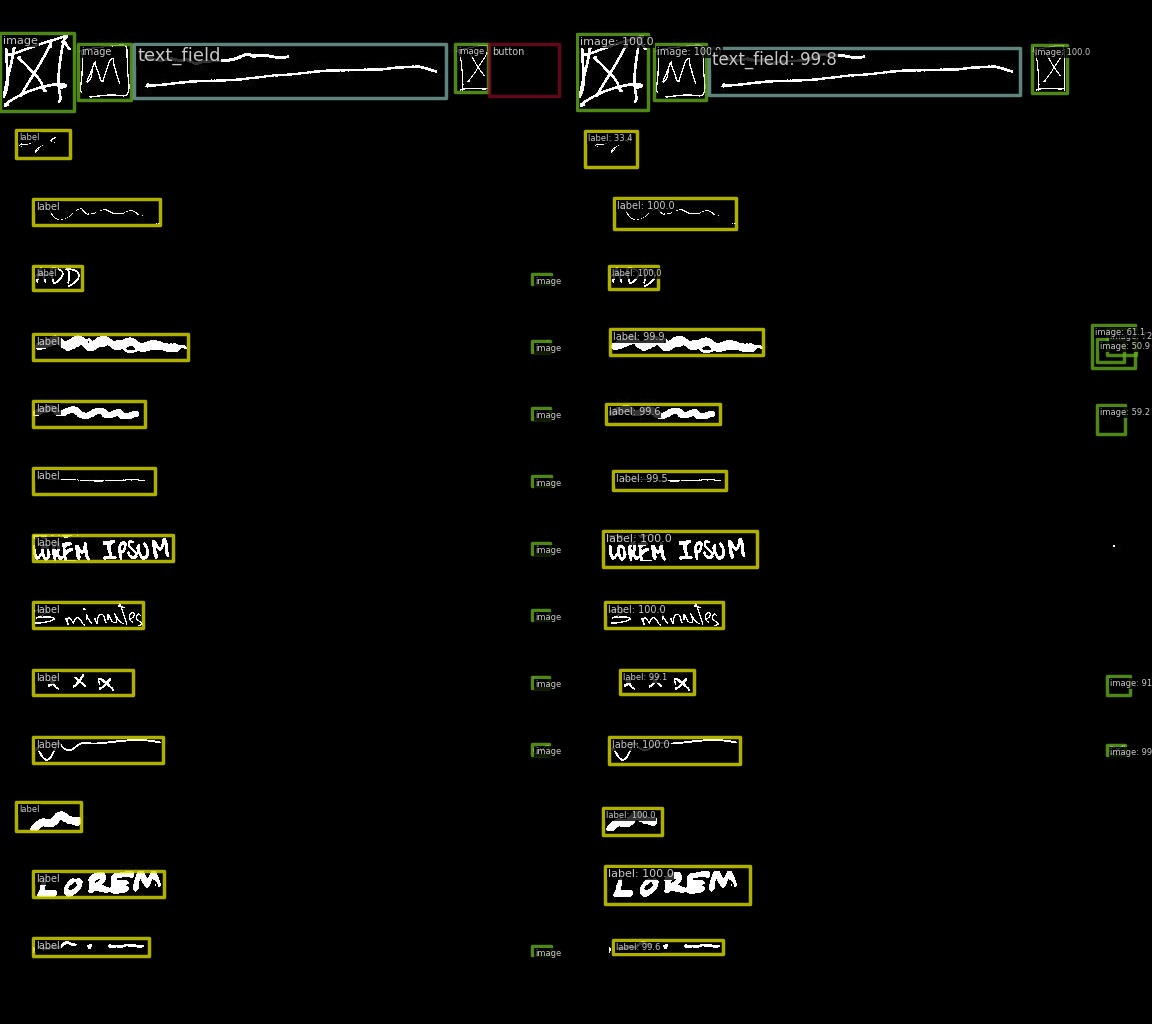 image image text_field image button image: 100.0 image: 100.0 text_field: 99.8 image: 100.0
M M
label label: 33.4
label label: 100.0
label image label: 100.0
label image label: 99.9 image: 61.1 image: 50.9
label image label: 99.6 image: 59.2
label image label: 99.5
label image label: 100.0
LOREM IPSUM LOREM IPSUM
label image label: 100.0
minutes minutes
label image label: 99.1 image: 91
label image label: 100.0 image: 99
label label: 100.0
label label: 100.0
LOREM LOREM
label image label: 99.6